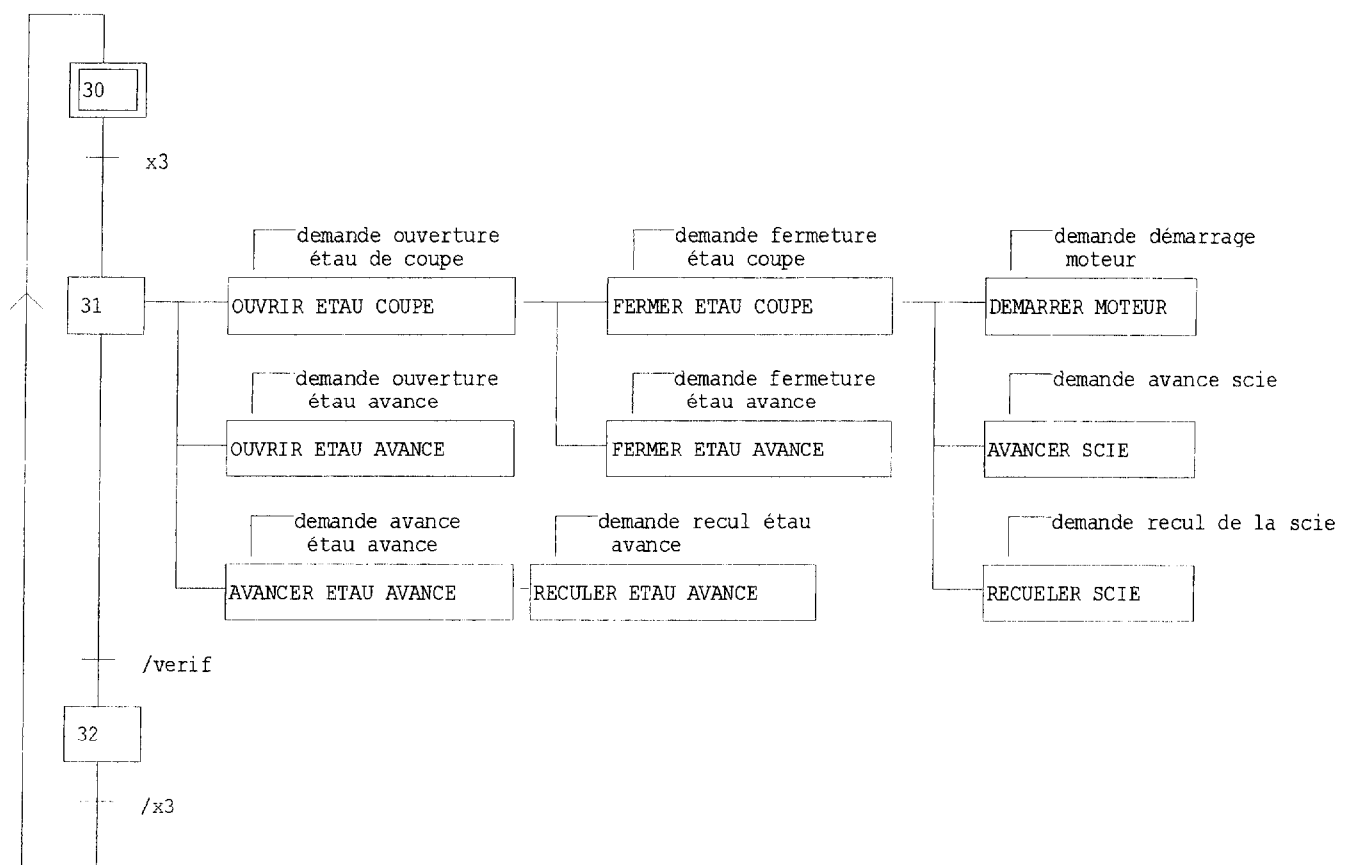 30
x3
demande ouverture
étau de coupe
demande fermeture
étau coupe
demande démarrage
moteur
31
OUVRIR ETAU COUPE
FERMER ETAU COUPE
DEMARRER MOTEUR
demande ouverture
étau avance
demande fermeture
étau avance
demande avance scie
OUVRIR ETAU AVANCE
FERMER ETAU AVANCE
AVANCER SCIE
demande avance
étau avance
demande recul étau
avance
demande recul de la scie
AVANCER ETAU AVANCE
RECULER ETAU AVANCE
RECUELER SCIE
/verif
32
/x3